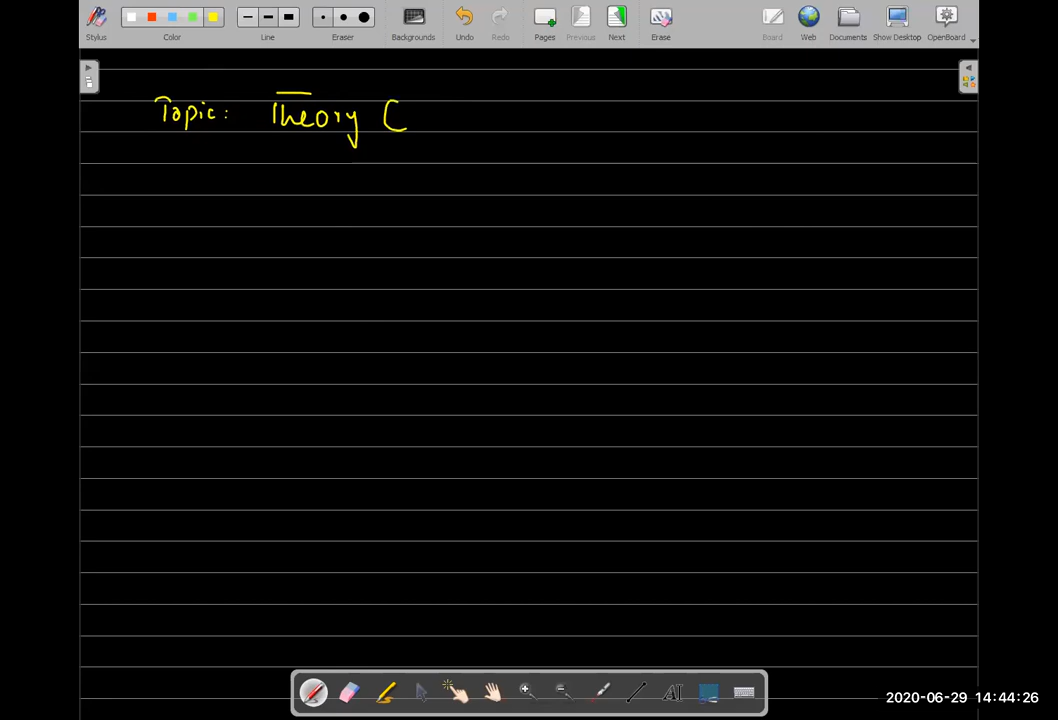 Stylus Color Line Eraser Backgrounds Undo Redo Pages Previous Next Erase Board Web Documents Show Desktop OpenBoard
Topic: Theory (
2020-06-29 14:44:26